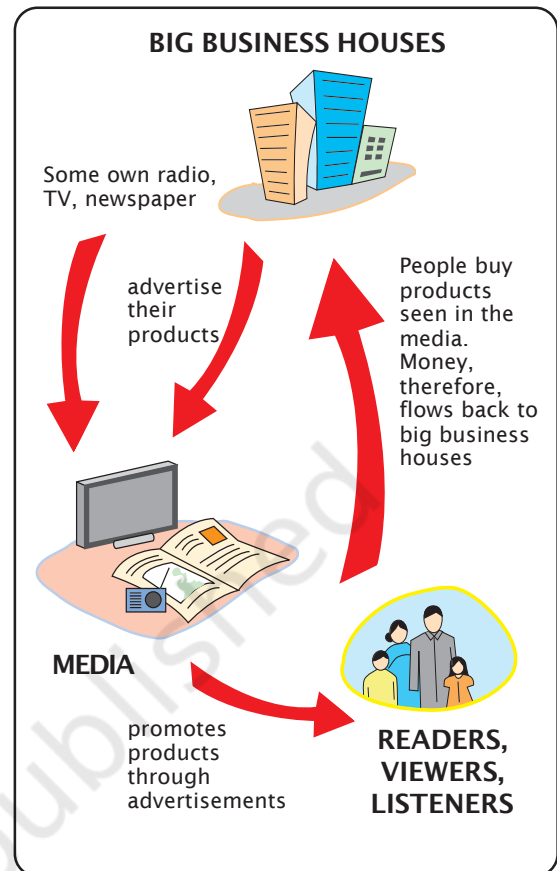 BIG BUSINESS HOUSES
Some own radio,
TV, newspaper
advertise
their
products
People buy
products
seen in the
media.
Money,
therefore,
flows back to
big business
houses
MEDIA
promotes
products
through
advertisements
READERS,
VIEWERS,
LISTENERS
published